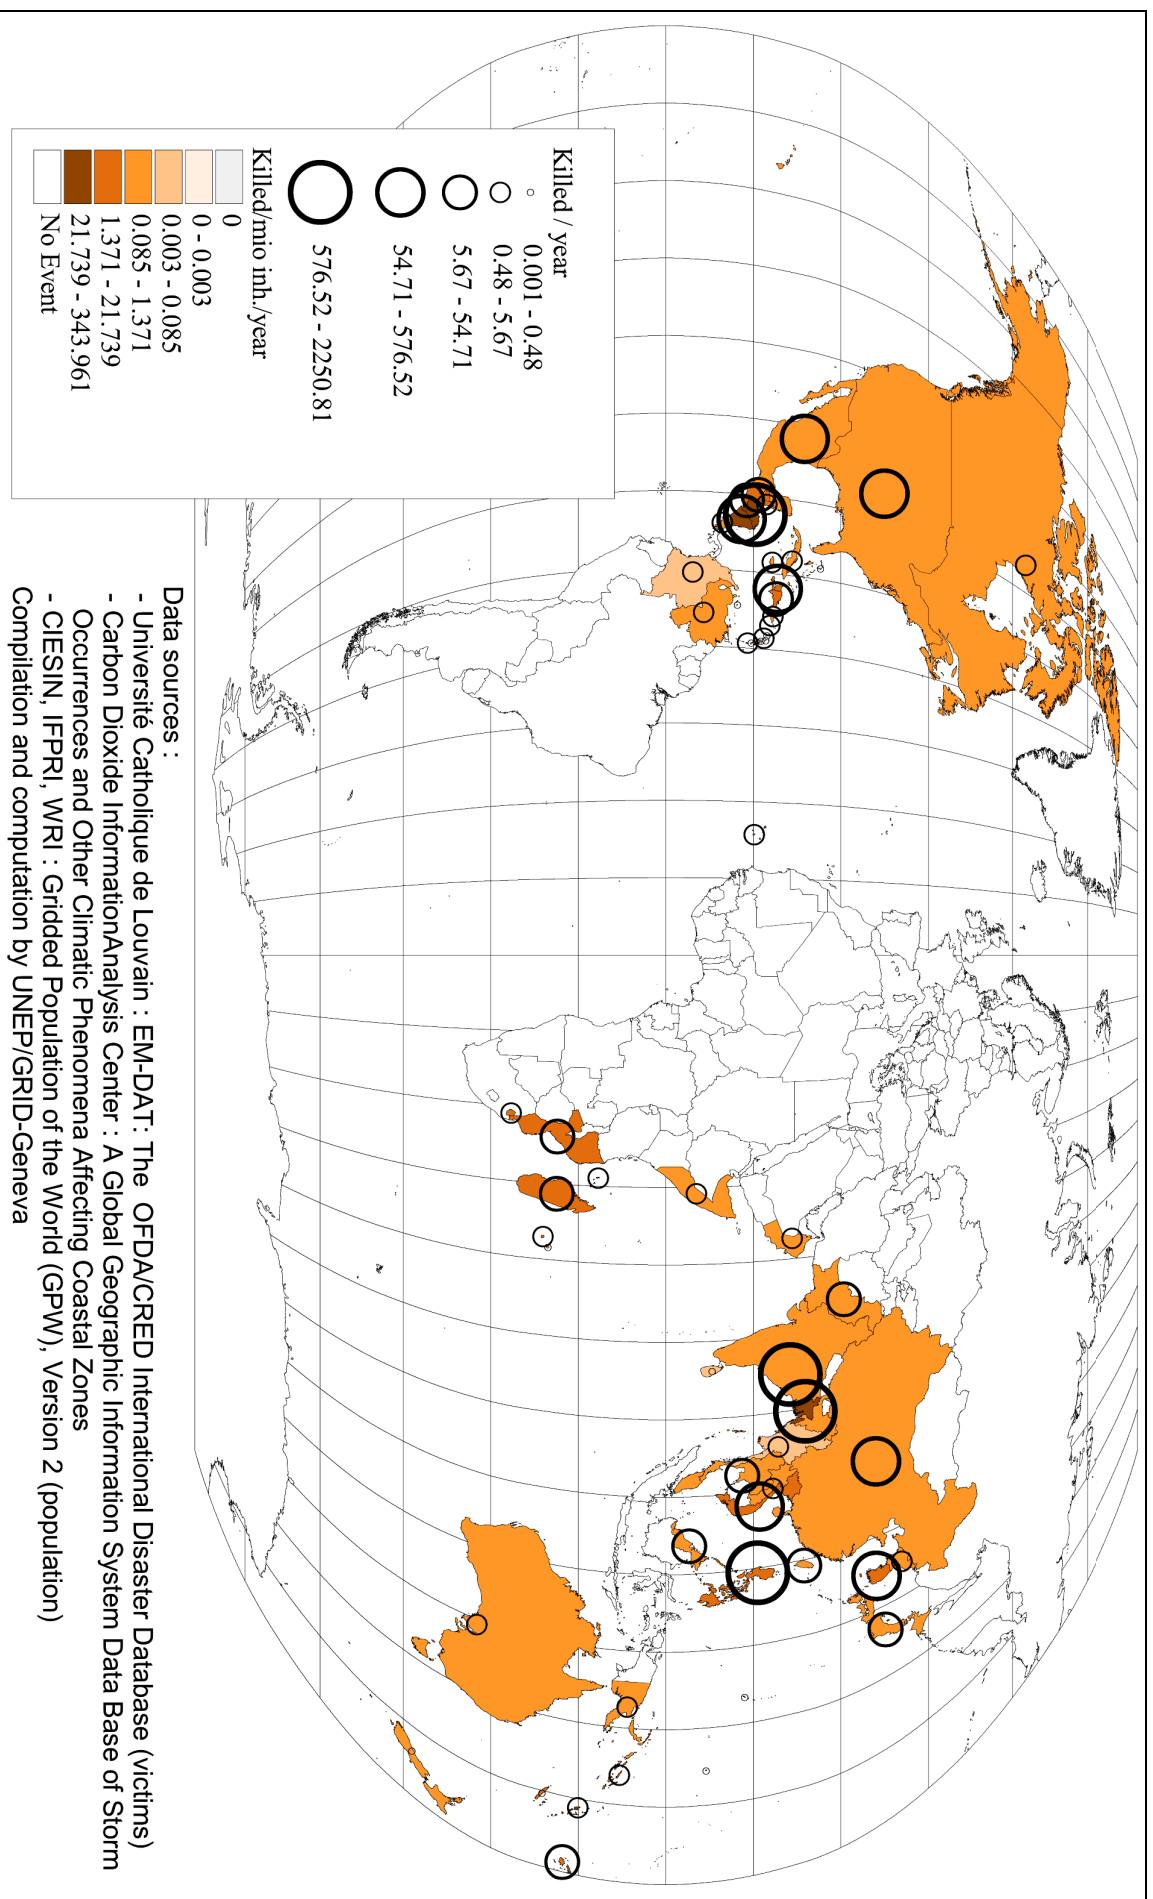 Killed / year
0.001 - 0.48
0.48 - 5.67
5.67 - 54.71
54.71 - 576.52
576.52 - 2250.81
Killed/mio inh./year
0
0 - 0.003
0.003 - 0.085
0.085 - 1.371
1.371 - 21.739
21.739 - 343.961
No Event
Data sources :
- Université Catholique de Louvain : EM-DAT: The OFDA/CRED International Disaster Database (victims)
- Carbon Dioxide InformationAnalysis Center : A Global Geographic Information System Data Base of Storm
Occurrences and Other Climatic Phenomena Affecting Coastal Zones
- CIESIN, IFPRI, WRI : Gridded Population of the World (GPW), Version 2 (population)
Compilation and computation by UNEP/GRID-Geneva